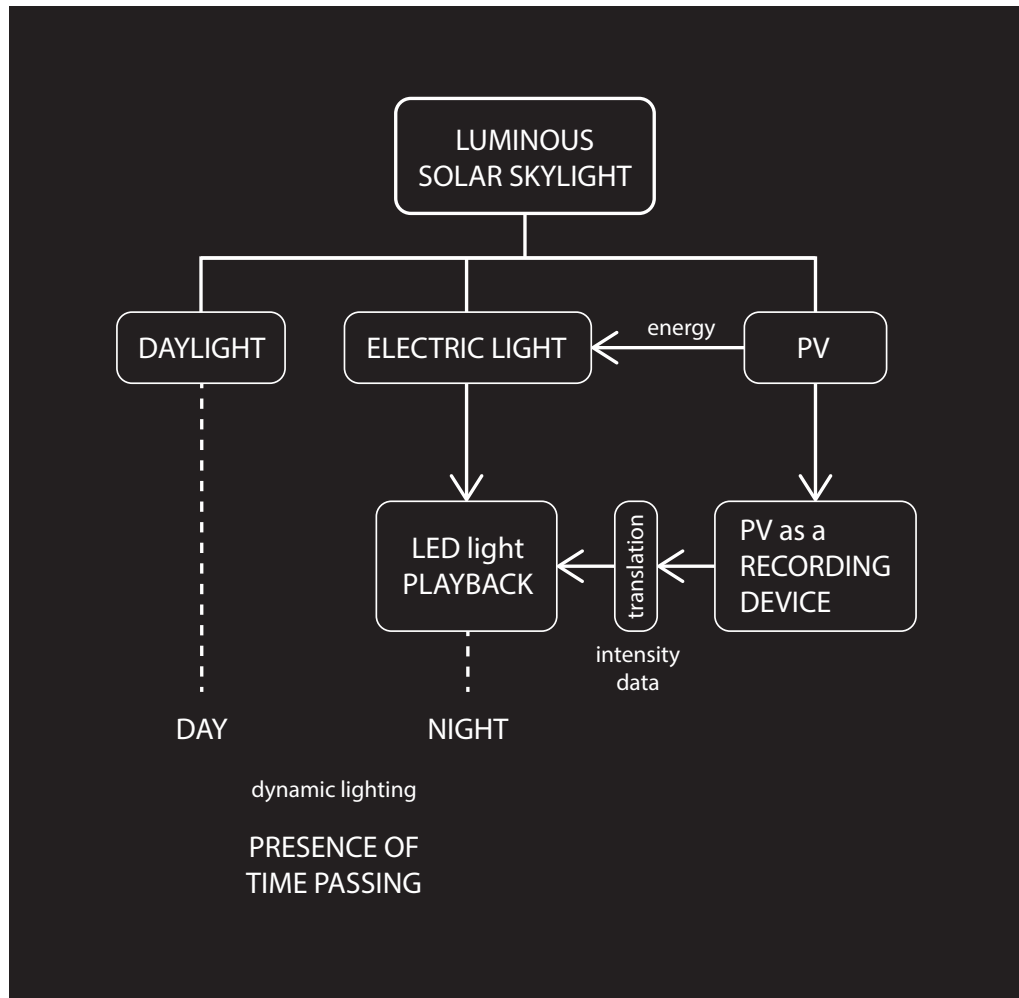 LUMINOUS
SOLAR SKYLIGHT
DAYLIGHT
ELECTRIC LIGHT
energy
PV
LED light
PLAYBACK
translation
PV as a
RECORDING
DEVICE
intensity
data
DAY
NIGHT
dynamic lighting
PRESENCE OF
TIME PASSING